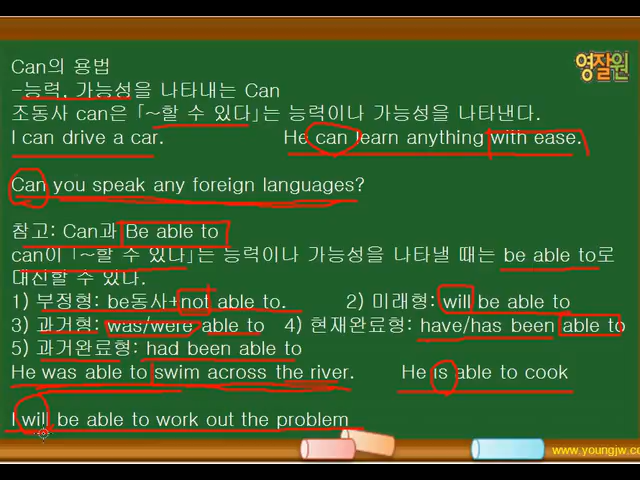 Can의 용법
영잘원
-능력, 가능성을 나타내는 Can
조동사 can은 「~할 수 있다」는 능력이나 가능성을 나타낸다.
I can drive a car. He can learn anything with ease.
Can you speak any foreign languages?
참고: Can과 Be able to
can이 「~할 수 있다」는 능력이나 가능성을 나타낼 때는 be able to로
대신할 수 있다.
1) 부정형: be동사+not able to. 2) 미래형: will be able to
3) 과거형: was/were able to 4) 현재완료형: have/has been able to
5) 과거완료형: had been able to
He was able to swim across the river. He is able to cook
I will be able to work out the problem
www.youngjw.co